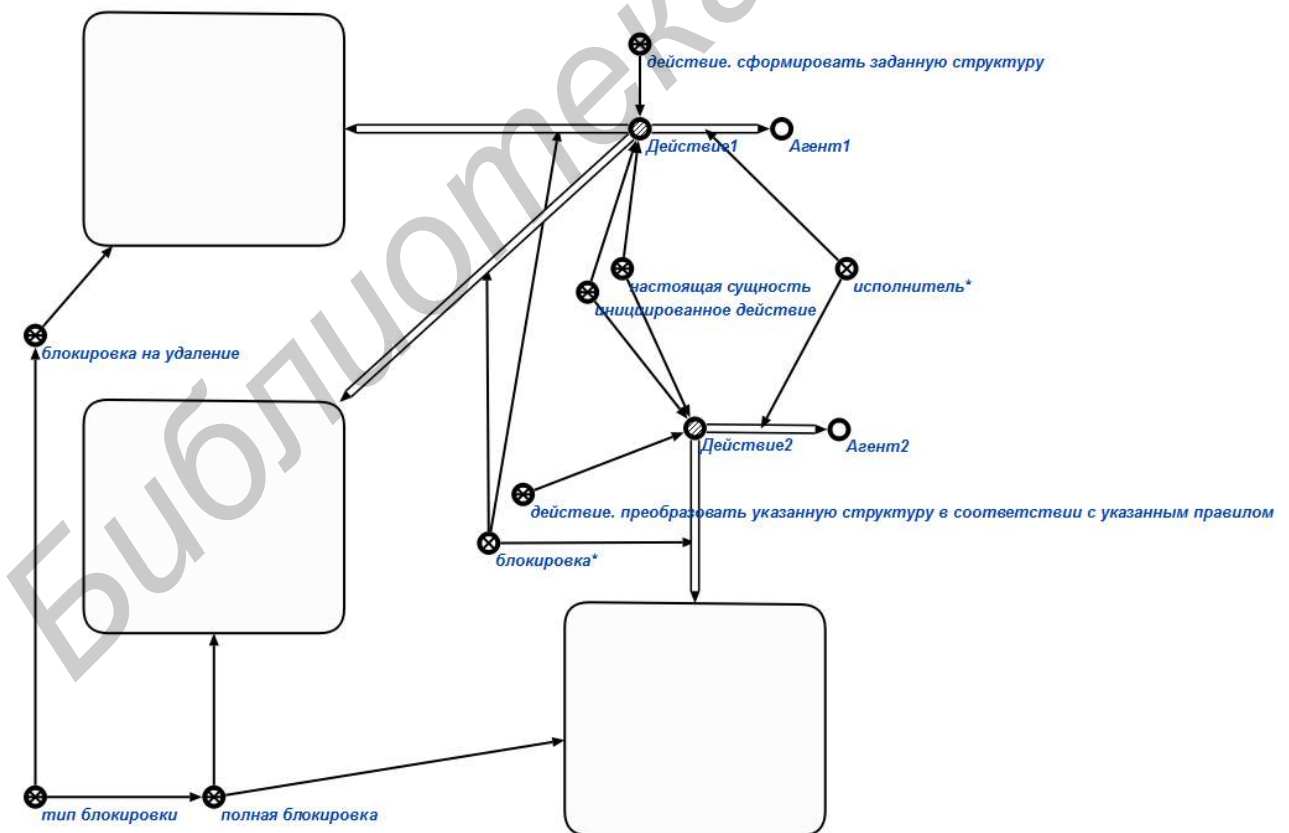 действие. сформировать заданную структуру
Действие1
Агент1
настоящая сущность
исполнитель*
инициированное действие
блокировка на удаление
Действие2
Агент2
действие. преобразовать указанную структуру в соответствии с указанным правилом
блокировка*
тип блокировки
полная блокировка
Библиотека